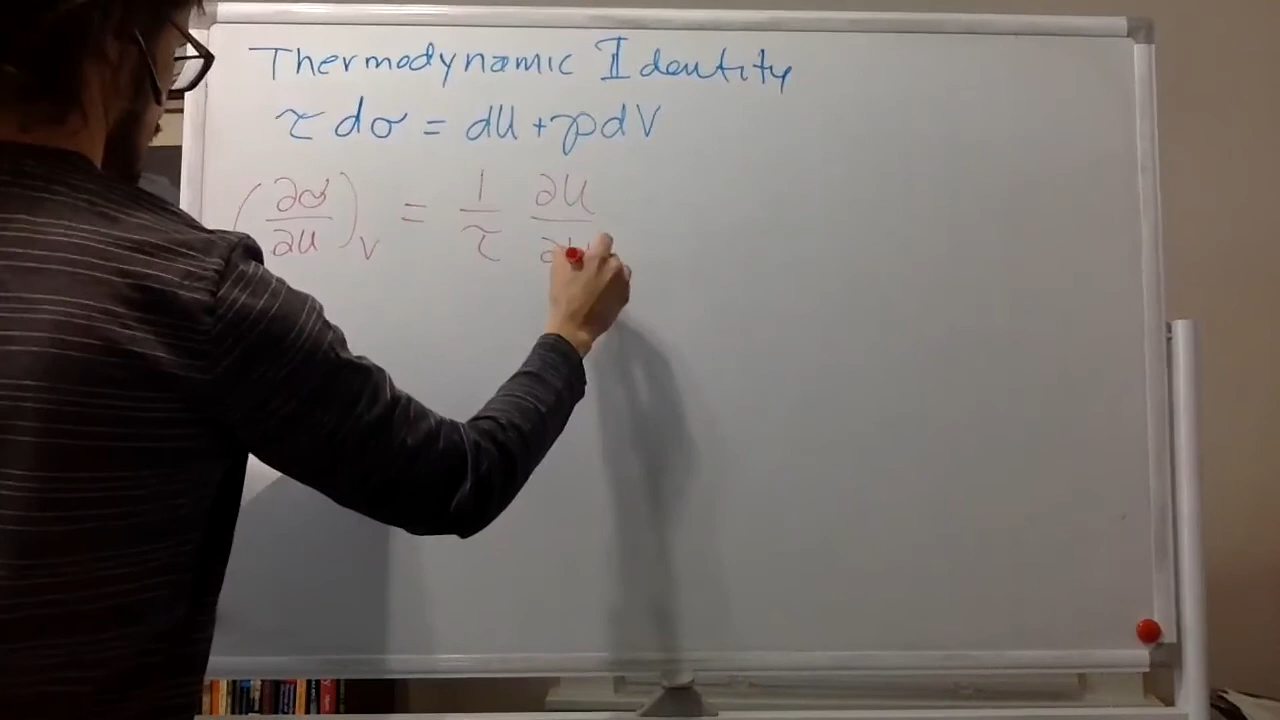 Thermodynamic Identity
τ dσ = dU + p dV
(∂σ/∂U)_V = 1/τ ∂U/∂U